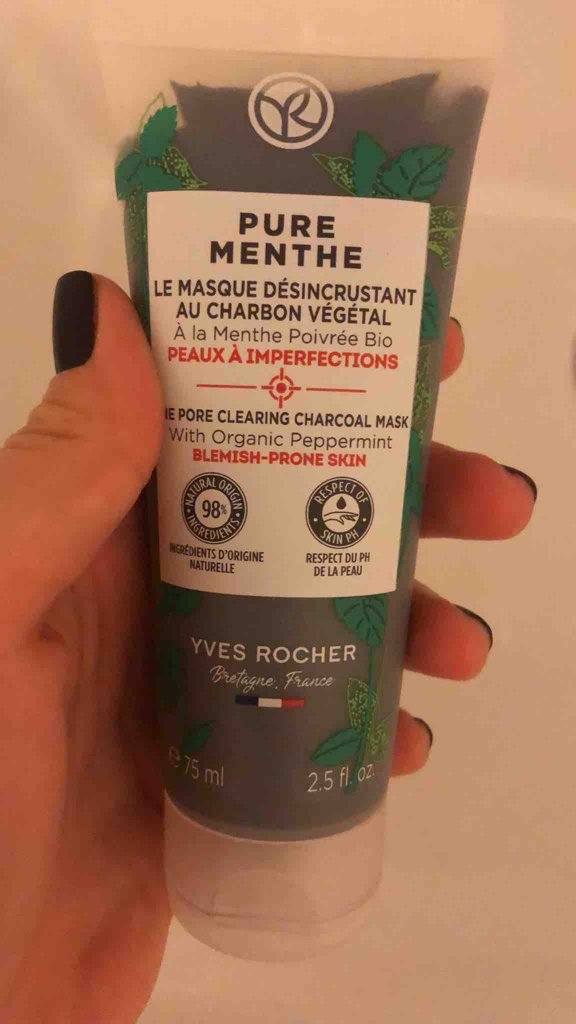 PURE
MENTHE
LE MASQUE DÉSINCRUSTANT
AU CHARBON VÉGÉTAL
À la Menthe Poivrée Bio
PEAUX À IMPERFECTIONS
PORE CLEARING CHARCOAL MASK
With Organic Peppermint
BLEMISH-PRONE SKIN
NATURAL ORIGIN
98%
INGREDIENTS
INGRÉDIENTS D'ORIGINE
NATURELLE
RESPECT OF
SKIN PH
RESPECT DU PH
DE LA PEAU
YVES ROCHER
Bretagne, France
℮ 75 ml
2.5 fl. oz.